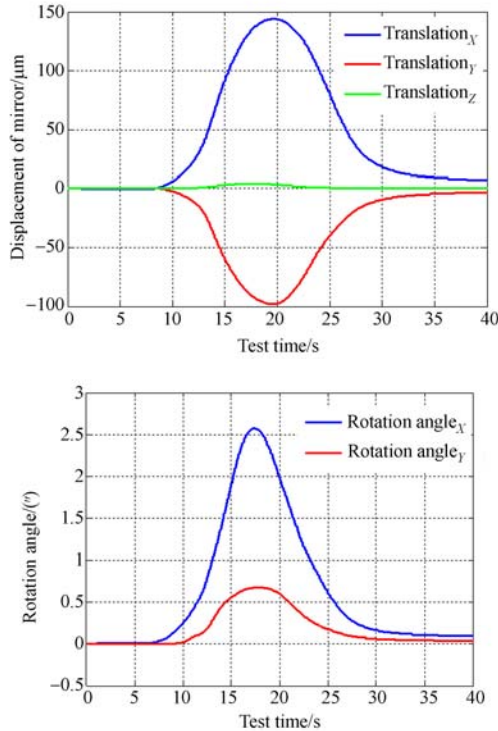 150
Translation_X
Translation_Y
100
Translation_Z
50
0
−50
−100
Displacement of mirror/μm
0 5 10 15 20 25 30 35 40
Test time/s
3
Rotation angle_X
2.5
Rotation angle_Y
2
1.5
1
0.5
0
−0.5
Rotation angle/(″)
0 5 10 15 20 25 30 35 40
Test time/s